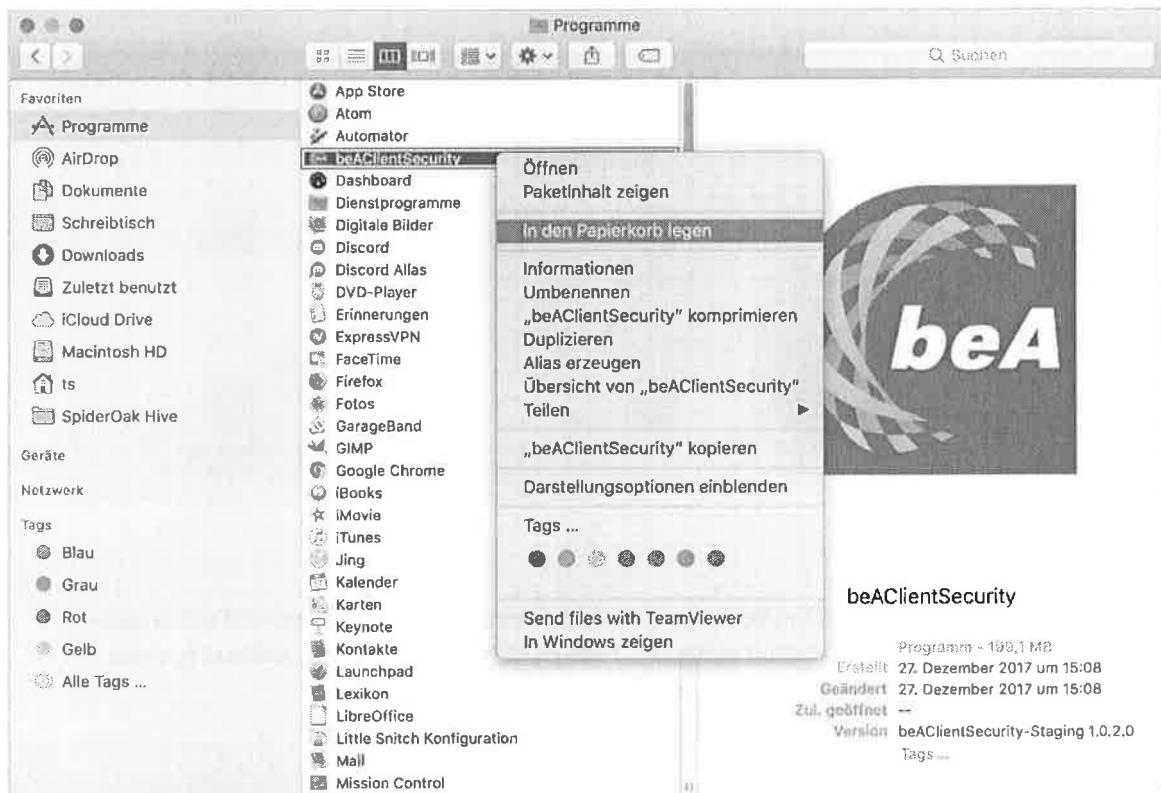 Programme
Suchen
Favoriten
Programme
AirDrop
Dokumente
Schreibtisch
Downloads
Zuletzt benutzt
iCloud Drive
Macintosh HD
ts
SpiderOak Hive
Geräte
Netzwerk
Tags
Blau
Grau
Rot
Gelb
Alle Tags ...
App Store
Atom
Automator
beAClientSecurity
Dashboard
Dienstprogramme
Digitale Bilder
Discord
Discord Alias
DVD-Player
Erinnerungen
ExpressVPN
FaceTime
Firefox
Fotos
GarageBand
GIMP
Google Chrome
iBooks
iMovie
iTunes
Jing
Kalender
Karten
Keynote
Kontakte
Launchpad
Lexikon
LibreOffice
Little Snitch Konfiguration
Mail
Mission Control
Öffnen
Paketinhalt zeigen
In den Papierkorb legen
Informationen
Umbenennen
„beAClientSecurity" komprimieren
Duplizieren
Alias erzeugen
Übersicht von „beAClientSecurity"
Teilen
„beAClientSecurity" kopieren
Darstellungsoptionen einblenden
Tags ...
Send files with TeamViewer
In Windows zeigen
beA
beAClientSecurity
Programm - 199,1 MB
Erstellt 27. Dezember 2017 um 15:08
Geändert 27. Dezember 2017 um 15:08
Zul. geöffnet --
Version beAClientSecurity-Staging 1.0.2.0
Tags ...